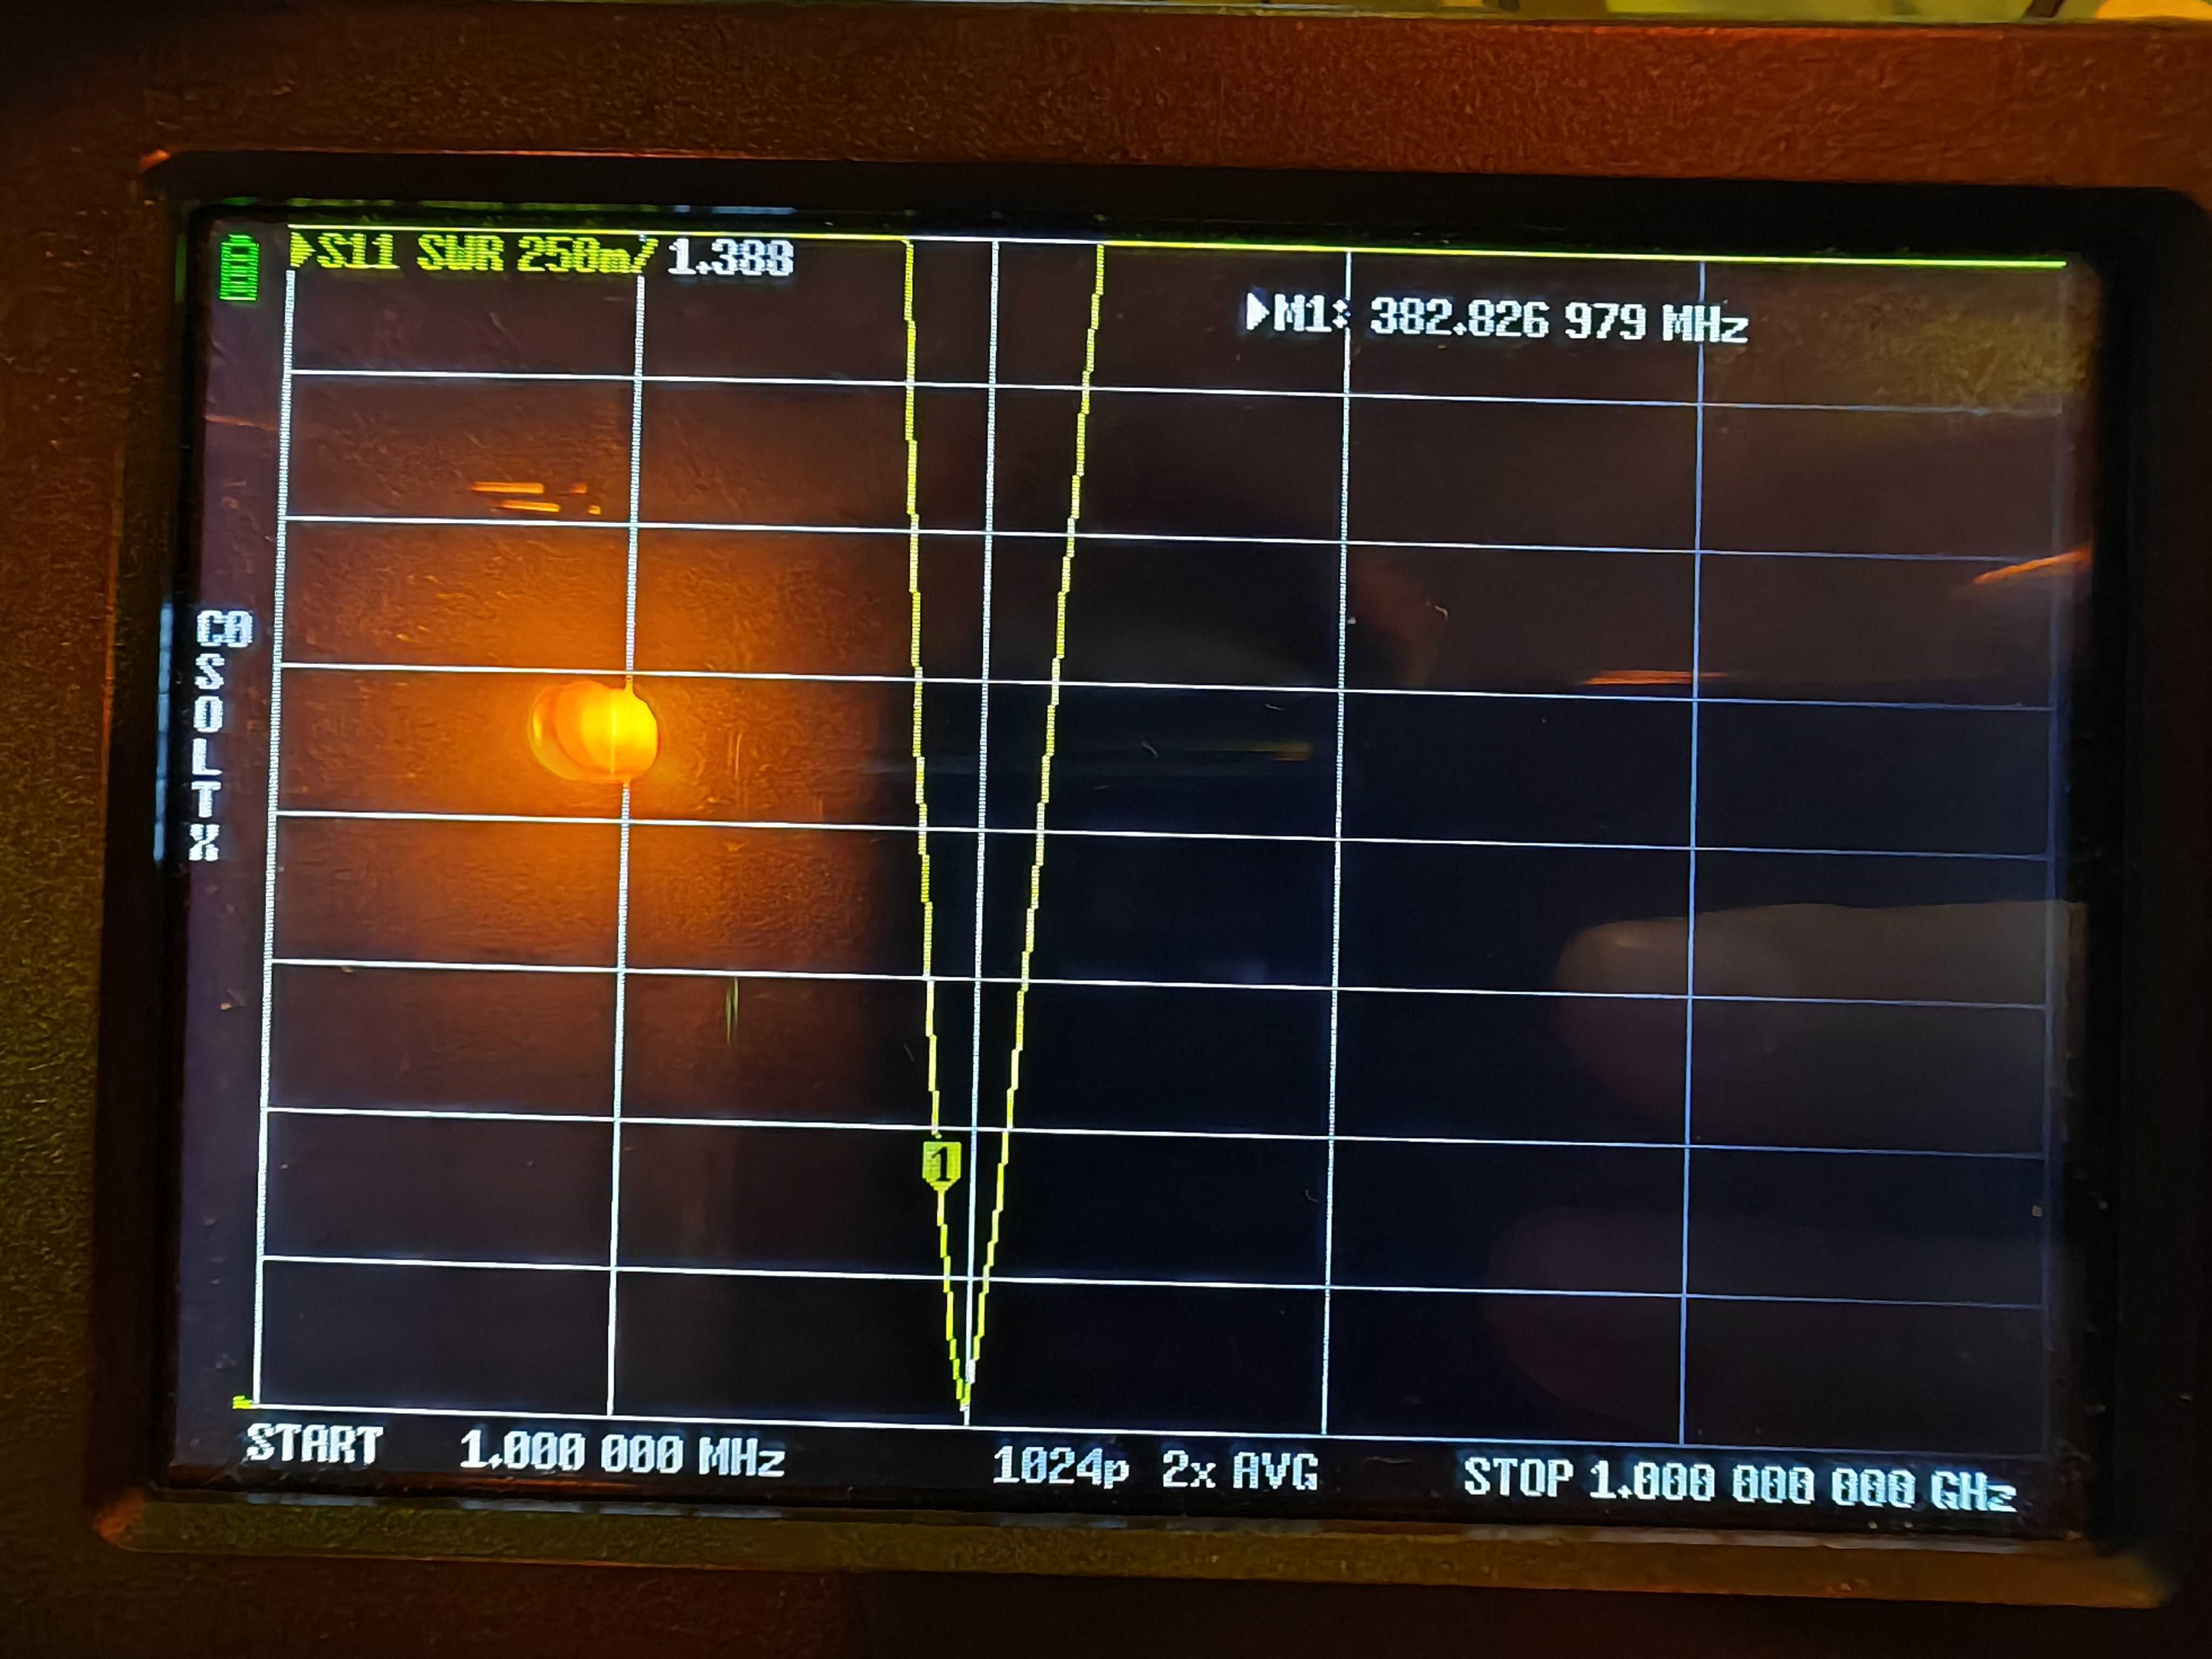 S11 SWR 250m/ 1.388
M1: 382.826 979 MHz
C0
S
O
L
T
X
1
START 1.000 000 MHz 1024p 2x AVG STOP 1.000 000 000 GHz